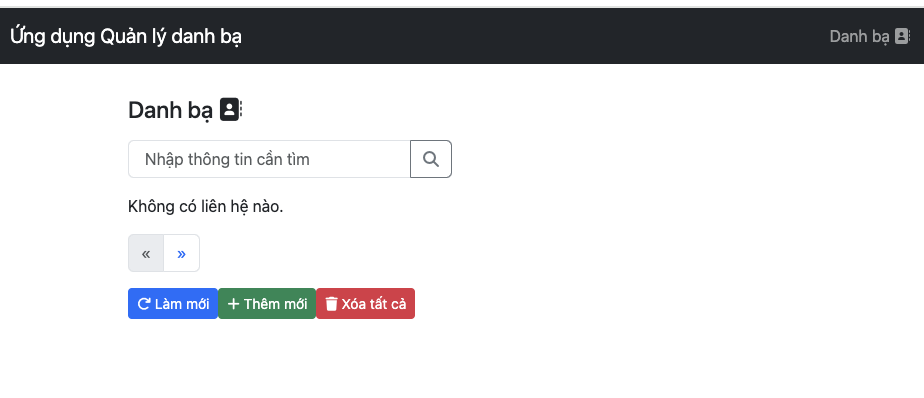 Ứng dụng Quản lý danh bạ
Danh bạ
Danh bạ
Nhập thông tin cần tìm
Không có liên hệ nào.
« »
Làm mới Thêm mới Xóa tất cả